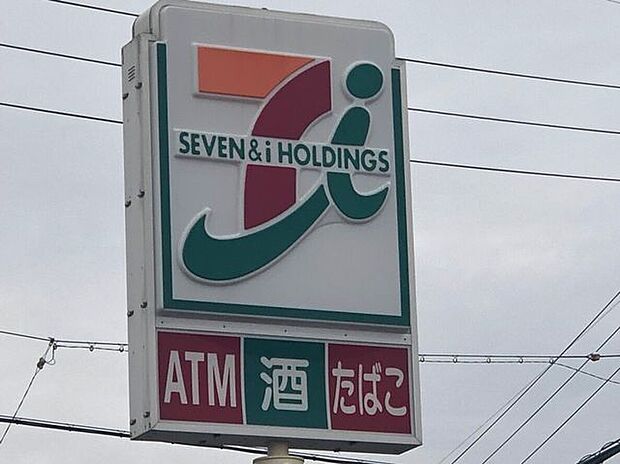 SEVEN&i HOLDINGS
ATM 酒 たばこ